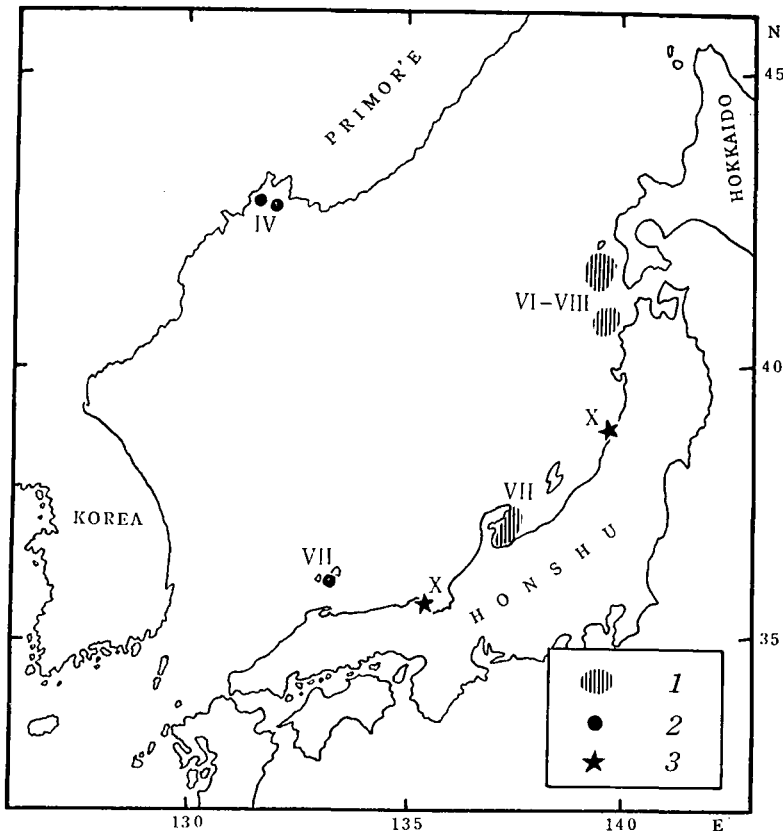 N
45
PRIMOR'E
HOKKAIDO
IV
VI-VIII
40
X
VII
KOREA
VII
X
HONSHU
35
1
2
3
130
135
140
E